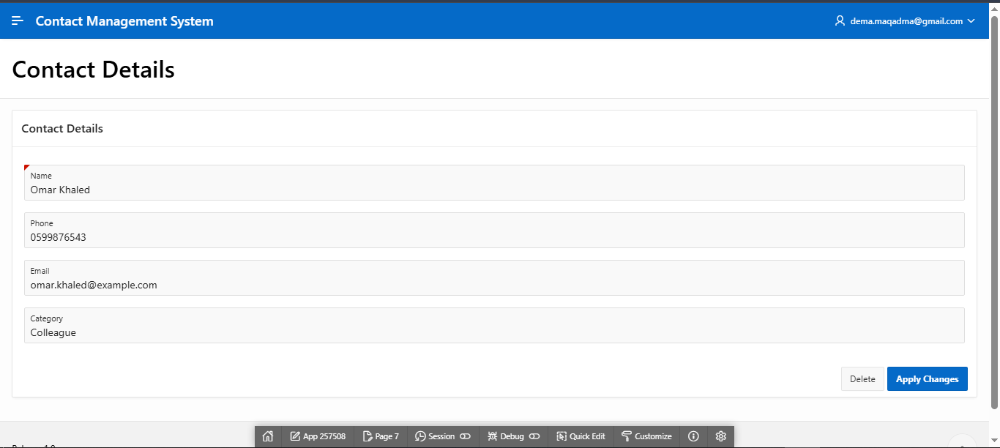 Contact Management System
dema.maqadma@gmail.com
Contact Details
Contact Details
Name
Omar Khaled
Phone
0599876543
Email
omar.khaled@example.com
Category
Colleague
Delete
Apply Changes
App 257508
Page 7
Session
Debug
Quick Edit
Customize